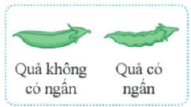 Quả không
có ngấn
Quả có
ngấn